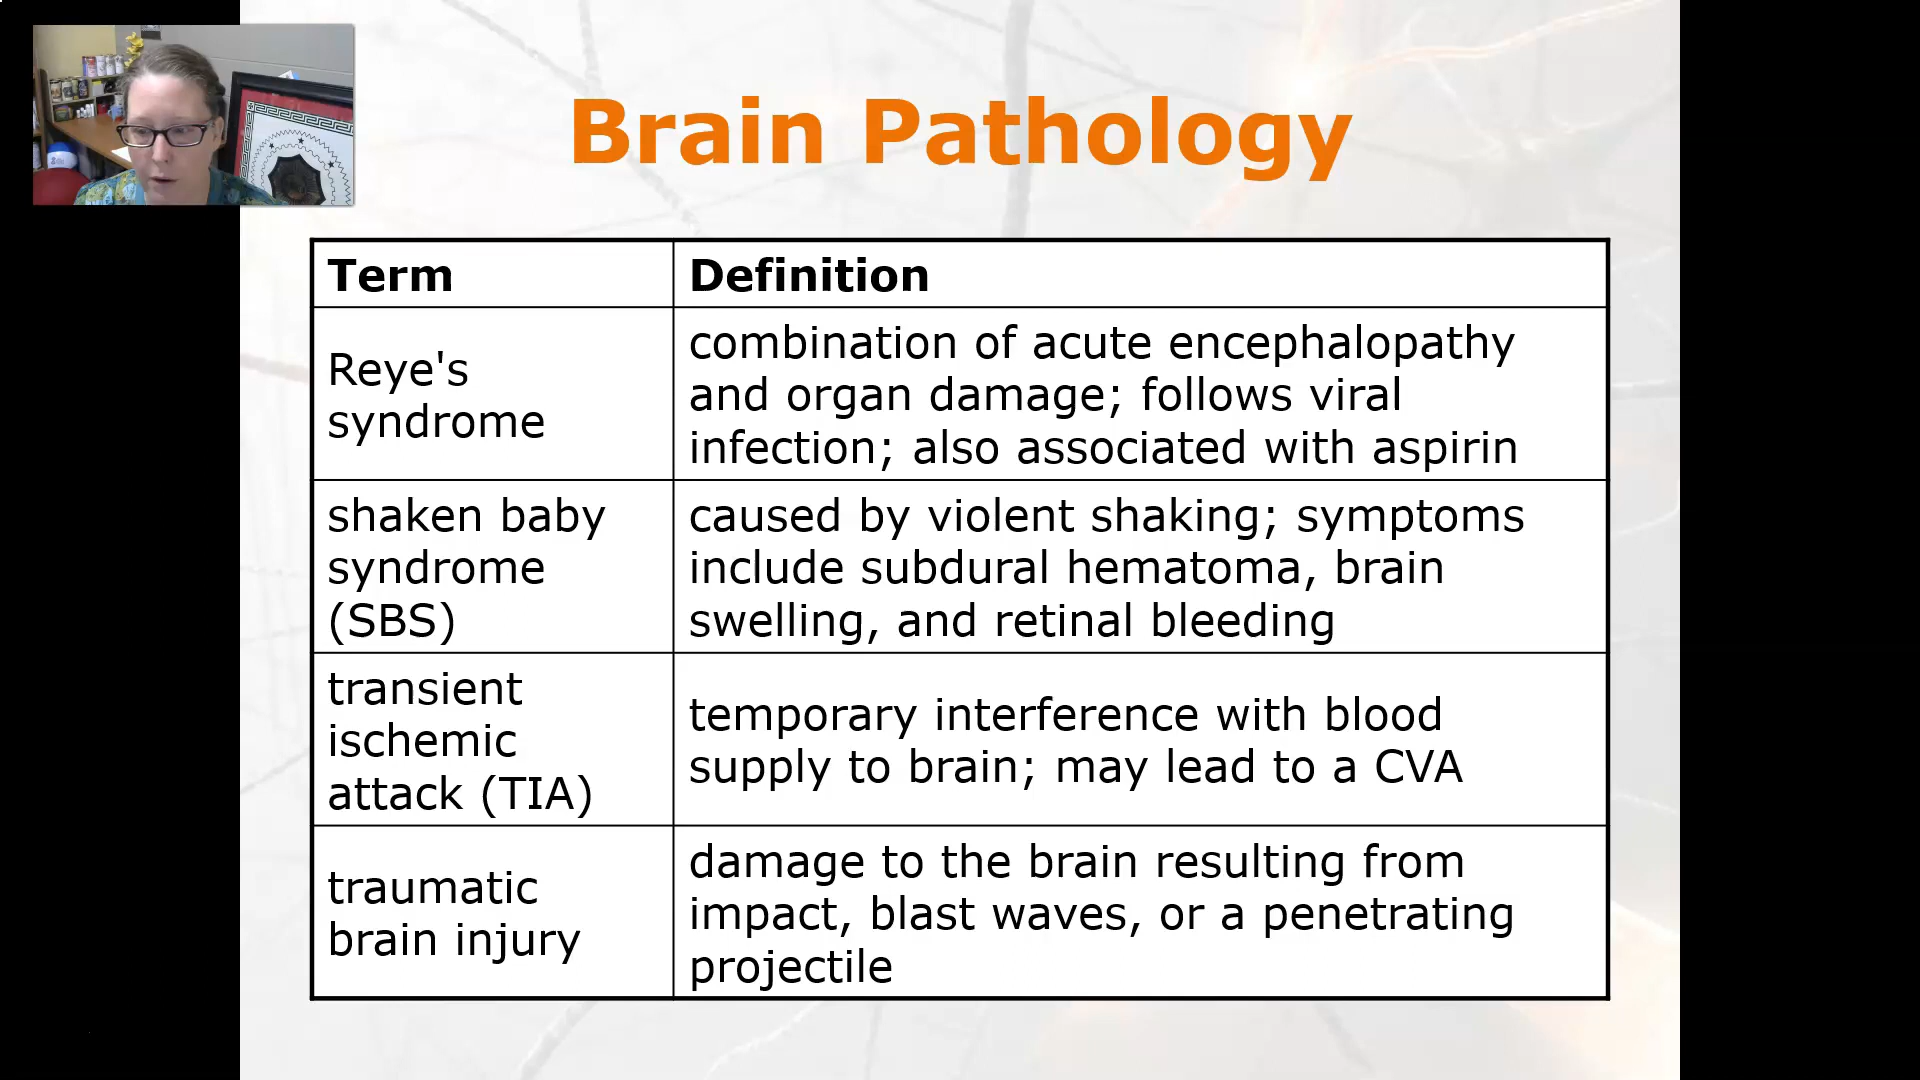 Brain Pathology
Term
Definition
Reye's
syndrome
combination of acute encephalopathy
and organ damage; follows viral
infection; also associated with aspirin
shaken baby
syndrome
(SBS)
caused by violent shaking; symptoms
include subdural hematoma, brain
swelling, and retinal bleeding
transient
ischemic
attack (TIA)
temporary interference with blood
supply to brain; may lead to a CVA
traumatic
brain injury
damage to the brain resulting from
impact, blast waves, or a penetrating
projectile